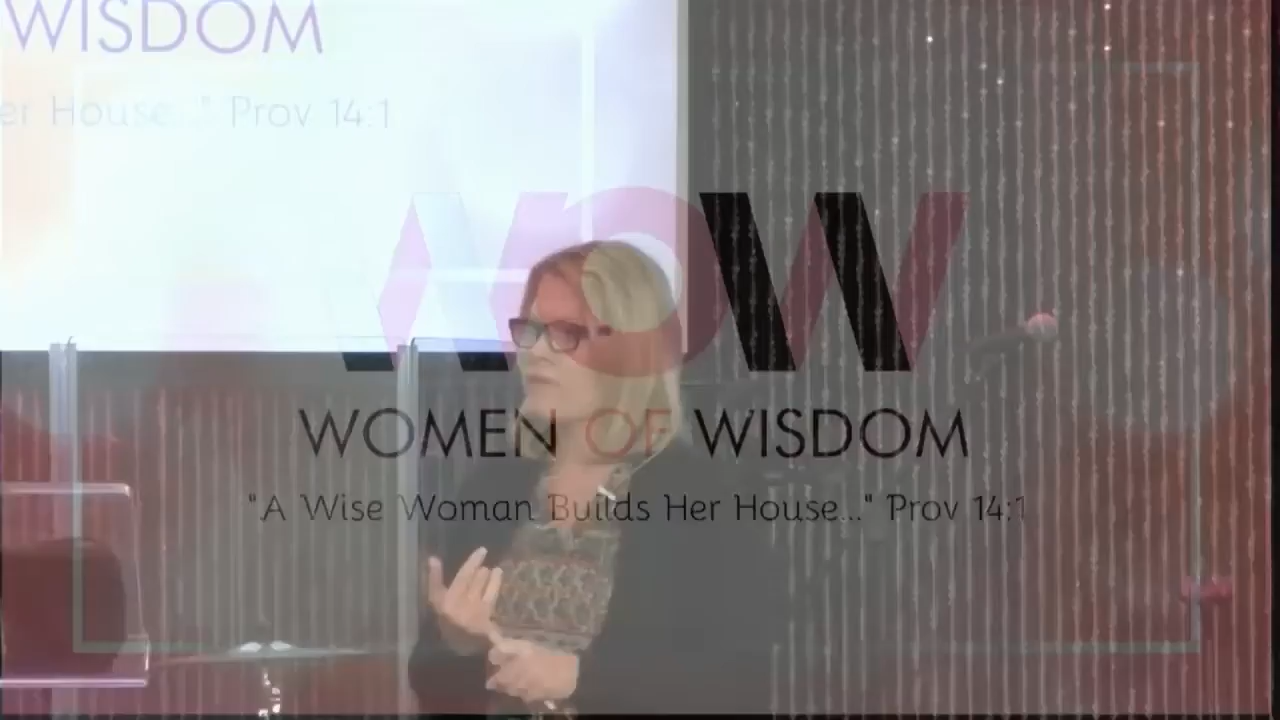 WISDOM
er House..." Prov 14:1
WOW
WOMEN OF WISDOM
"A Wise Woman Builds Her House..." Prov 14:1